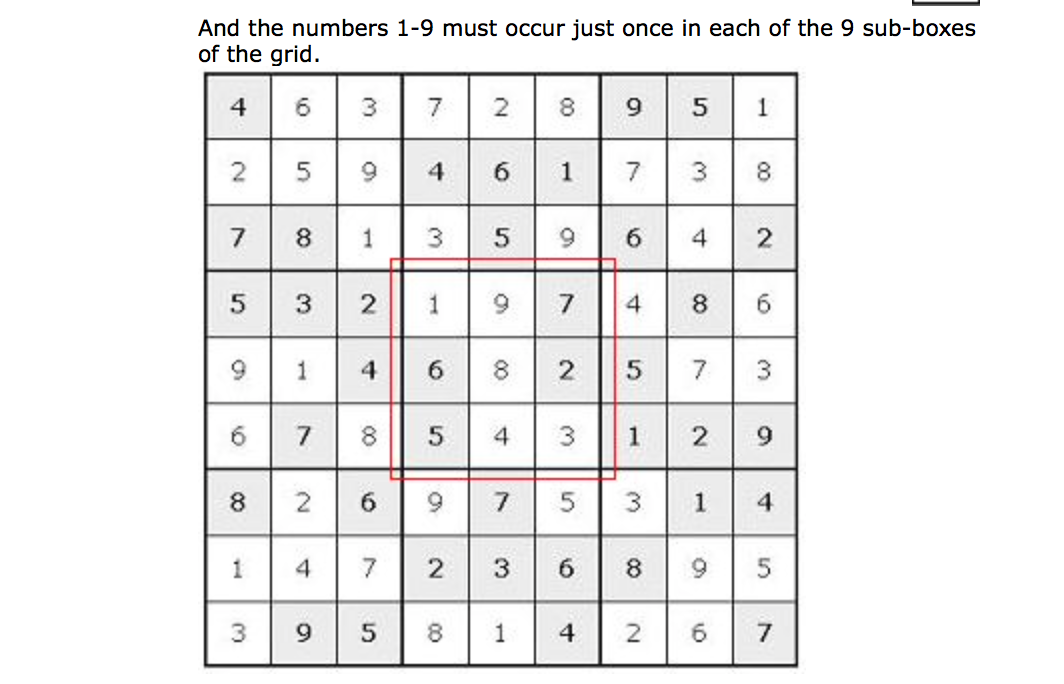 And the numbers 1-9 must occur just once in each of the 9 sub-boxes
of the grid.
4 6 3 7 2 8 9 5 1
2 5 9 4 6 1 7 3 8
7 8 1 3 5 9 6 4 2
5 3 2 1 9 7 4 8 6
9 1 4 6 8 2 5 7 3
6 7 8 5 4 3 1 2 9
8 2 6 9 7 5 3 1 4
1 4 7 2 3 6 8 9 5
3 9 5 8 1 4 2 6 7